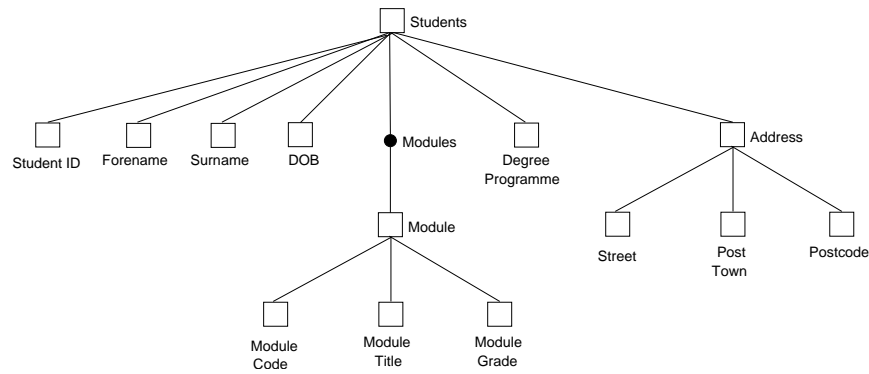 Students
Student ID
Forename
Surname
DOB
Modules
Degree
Programme
Address
Module
Street
Post
Town
Postcode
Module
Code
Module
Title
Module
Grade